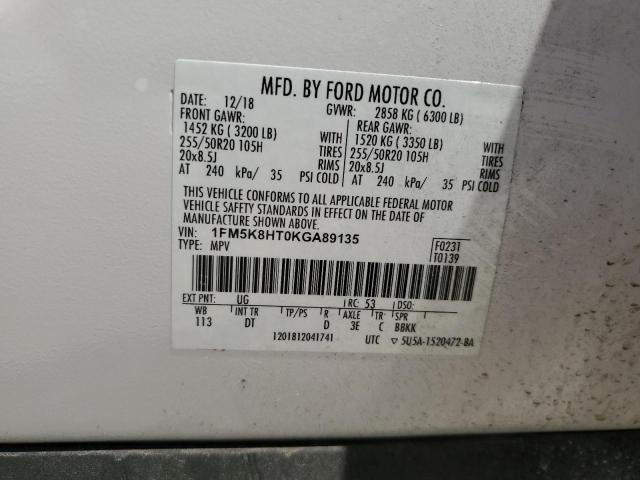 MFD. BY FORD MOTOR CO.
DATE: 12/18 GVWR: 2858 KG ( 6300 LB)
FRONT GAWR: REAR GAWR:
1452 KG ( 3200 LB) WITH 1520 KG ( 3350 LB) WITH
255/50R20 105H TIRES 255/50R20 105H TIRES
20x8.5J RIMS 20x8.5J RIMS
AT 240 kPa/ 35 PSI COLD AT 240 kPa/ 35 PSI COLD
THIS VEHICLE CONFORMS TO ALL APPLICABLE FEDERAL MOTOR
VEHICLE SAFETY STANDARDS IN EFFECT ON THE DATE OF
MANUFACTURE SHOWN ABOVE.
VIN: 1FM5K8HT0KGA89135 F0231
TYPE: MPV T0139
EXT PNT: UG RC: 53 DSO:
WB INT TR TP/PS R AXLE TR SPR
113 DT D 3E C BBKK
1201812041741 UTC ▽ 5U5A-1520472-BA